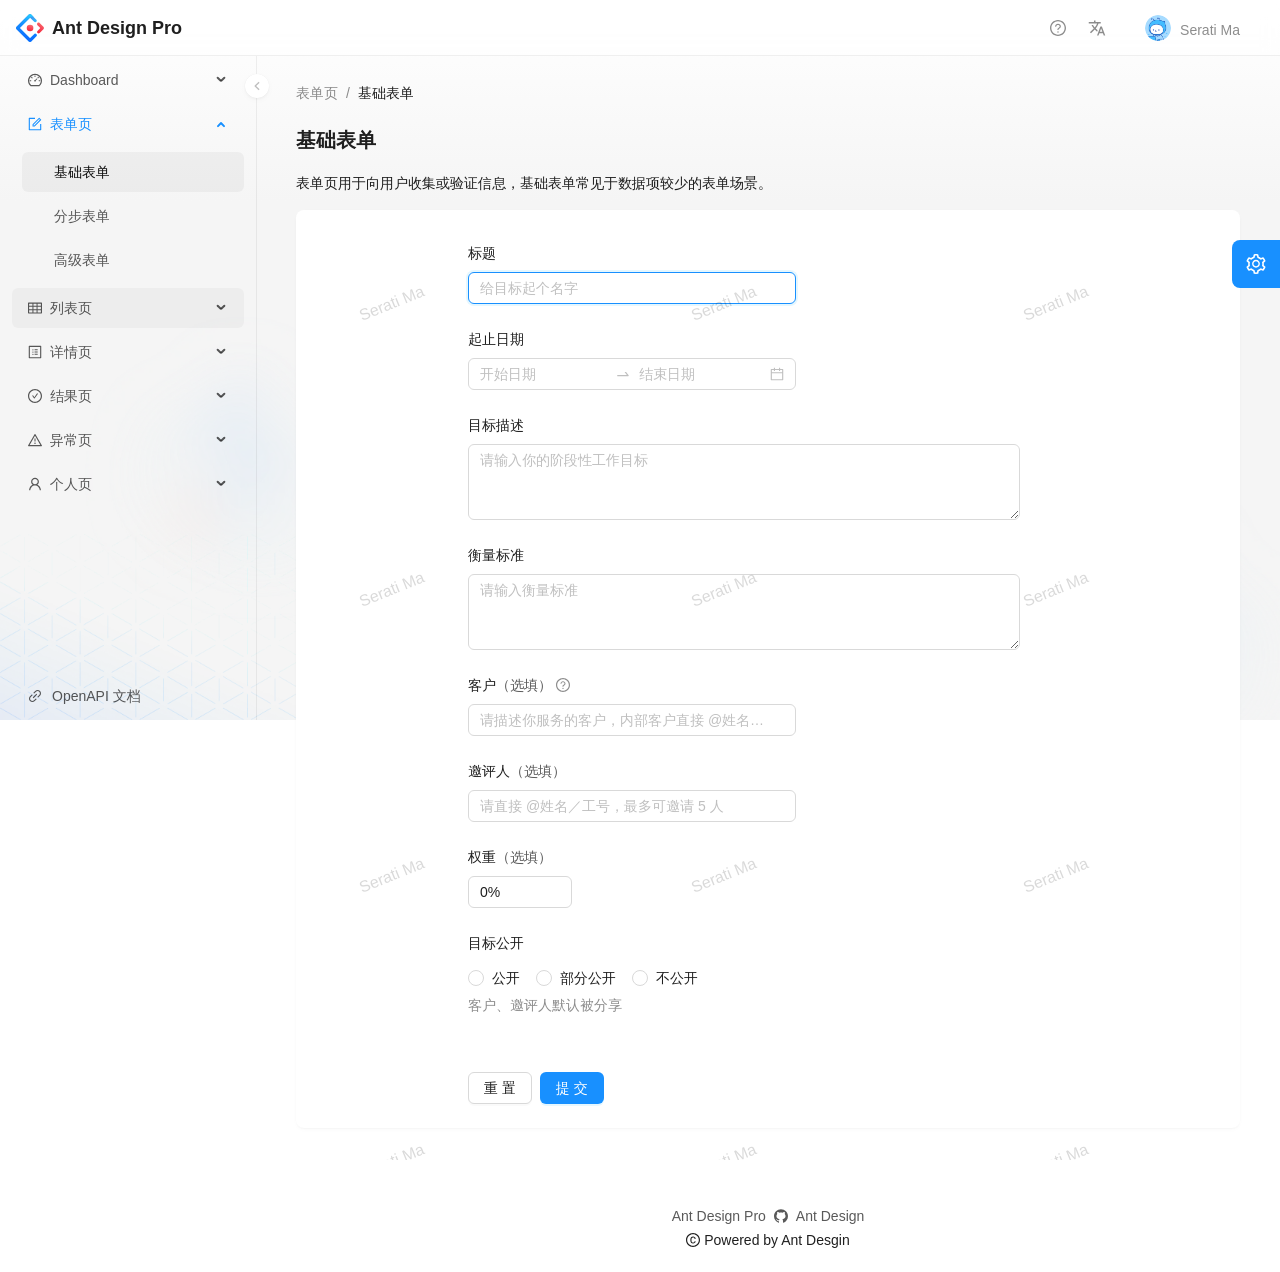 Ant Design Pro
Serati Ma
Dashboard
表单页
基础表单
分步表单
高级表单
列表页
详情页
结果页
异常页
个人页
OpenAPI 文档
表单页 / 基础表单
基础表单
表单页用于向用户收集或验证信息，基础表单常见于数据项较少的表单场景。
标题
给目标起个名字
Serati Ma Serati Ma Serati Ma
起止日期
开始日期 结束日期
目标描述
请输入你的阶段性工作目标
衡量标准
请输入衡量标准
Serati Ma Serati Ma Serati Ma
客户（选填）
请描述你服务的客户，内部客户直接 @姓名...
邀评人（选填）
请直接 @姓名／工号，最多可邀请 5 人
权重（选填）
Serati Ma Serati Ma Serati Ma
0%
目标公开
公开 部分公开 不公开
客户、邀评人默认被分享
重 置 提 交
Ma Ma Ma
Ant Design Pro Ant Design
© Powered by Ant Desgin